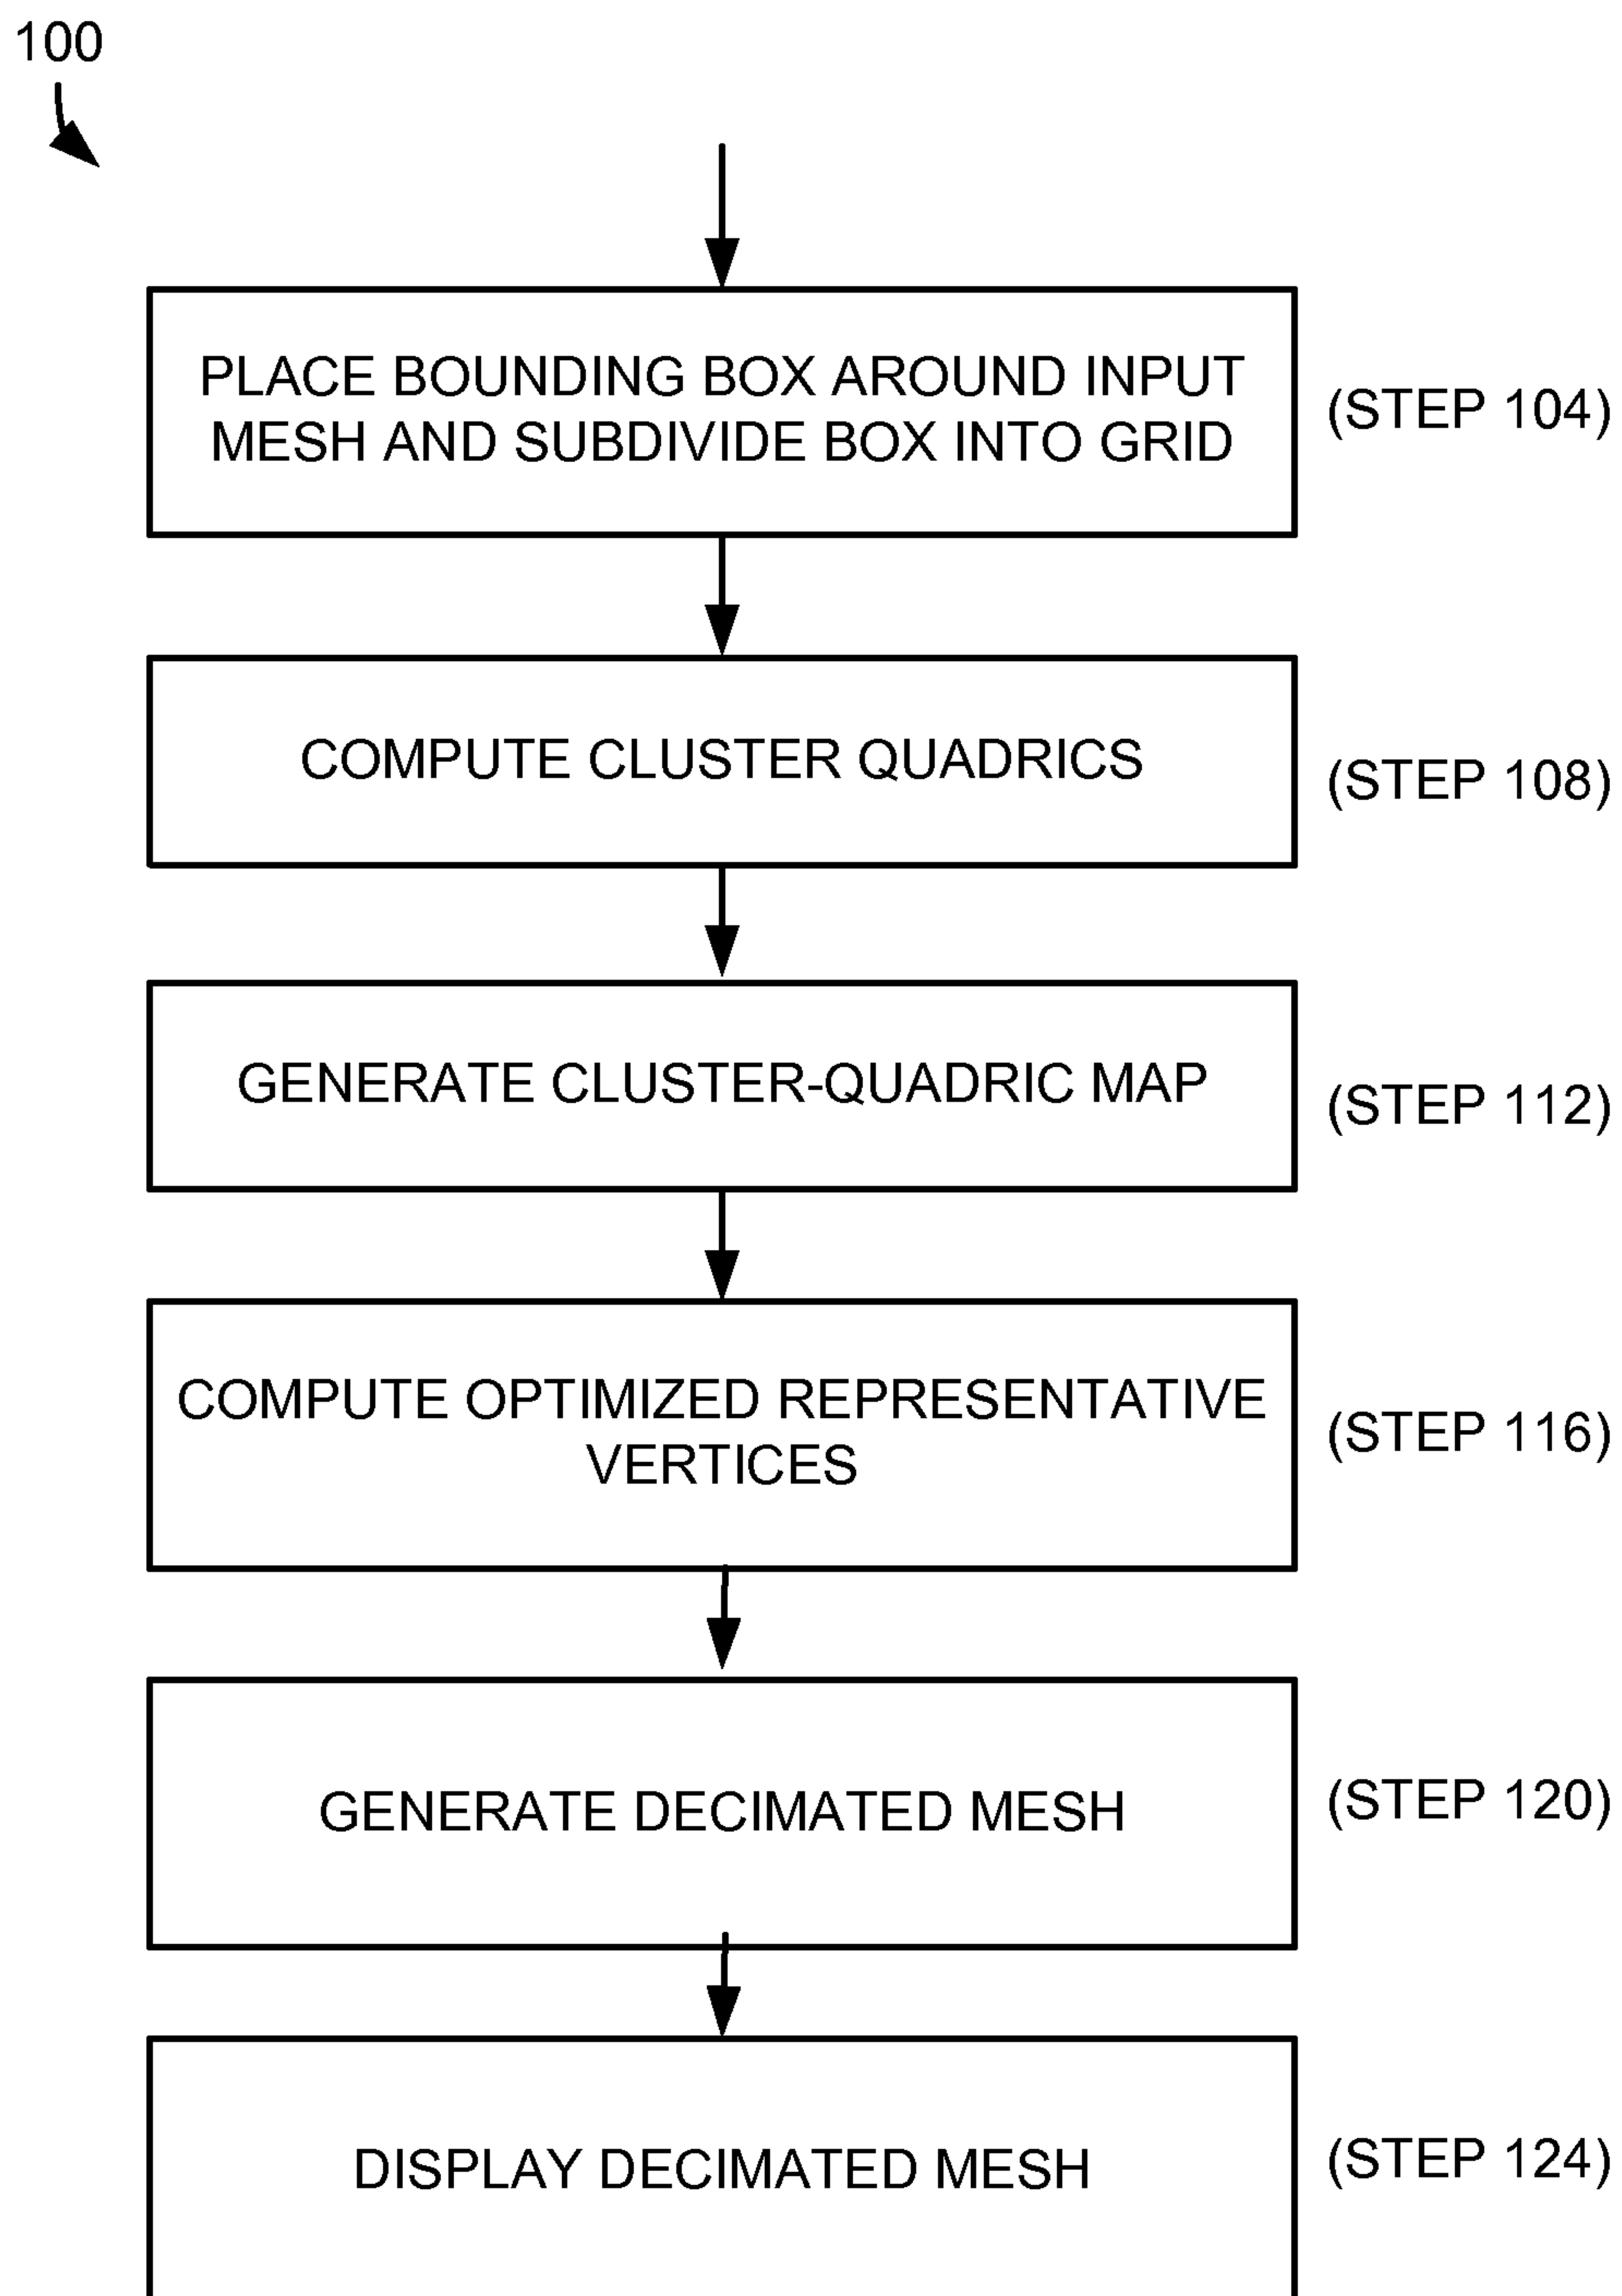 100
PLACE BOUNDING BOX AROUND INPUT
MESH AND SUBDIVIDE BOX INTO GRID
(STEP 104)
COMPUTE CLUSTER QUADRICS
(STEP 108)
GENERATE CLUSTER-QUADRIC MAP
(STEP 112)
COMPUTE OPTIMIZED REPRESENTATIVE
VERTICES
(STEP 116)
GENERATE DECIMATED MESH
(STEP 120)
DISPLAY DECIMATED MESH
(STEP 124)